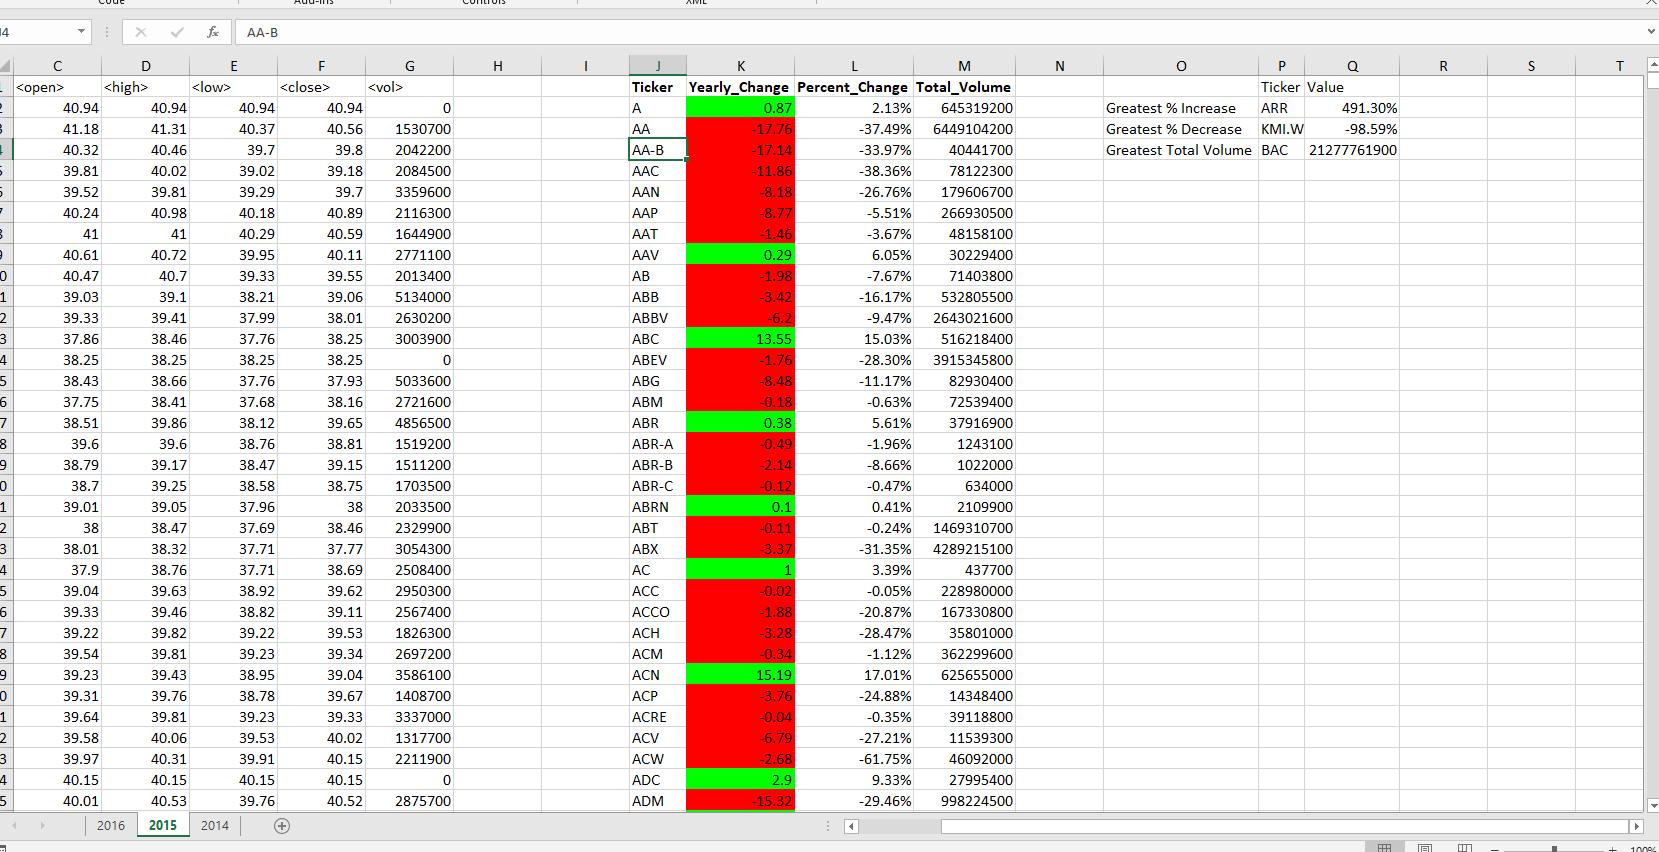 Code Add-ins Controls XML
J4 fx AA-B
C D E F G H I J K L M N O P Q R S T
<open> <high> <low> <close> <vol> Ticker Yearly_Change Percent_Change Total_Volume Ticker Value
40.94 40.94 40.94 40.94 0 A 0.87 2.13% 645319200 Greatest % Increase ARR 491.30%
41.18 41.31 40.37 40.56 1530700 AA -17.76 -37.49% 6449104200 Greatest % Decrease KMI.W -98.59%
40.32 40.46 39.7 39.8 2042200 AA-B -17.14 -33.97% 40441700 Greatest Total Volume BAC 21277761900
39.81 40.02 39.02 39.18 2084500 AAC -11.86 -38.36% 78122300
39.52 39.81 39.29 39.7 3359600 AAN -8.18 -26.76% 179606700
40.24 40.98 40.18 40.89 2116300 AAP -8.77 -5.51% 266930500
41 41 40.29 40.59 1644900 AAT -1.46 -3.67% 48158100
40.61 40.72 39.95 40.11 2771100 AAV 0.29 6.05% 30229400
40.47 40.7 39.33 39.55 2013400 AB -1.98 -7.67% 71403800
39.03 39.1 38.21 39.06 5134000 ABB -3.42 -16.17% 532805500
39.33 39.41 37.99 38.01 2630200 ABBV -6.2 -9.47% 2643021600
37.86 38.46 37.76 38.25 3003900 ABC 13.55 15.03% 516218400
38.25 38.25 38.25 38.25 0 ABEV -1.76 -28.30% 3915345800
38.43 38.66 37.76 37.93 5033600 ABG -8.48 -11.17% 82930400
37.75 38.41 37.68 38.16 2721600 ABM -0.18 -0.63% 72539400
38.51 39.86 38.12 39.65 4856500 ABR 0.38 5.61% 37916900
39.6 39.6 38.76 38.81 1519200 ABR-A -0.49 -1.96% 1243100
38.79 39.17 38.47 39.15 1511200 ABR-B -2.14 -8.66% 1022000
38.7 39.25 38.58 38.75 1703500 ABR-C -0.12 -0.47% 634000
39.01 39.05 37.96 38 2033500 ABRN 0.1 0.41% 2109900
38 38.47 37.69 38.46 2329900 ABT -0.11 -0.24% 1469310700
38.01 38.32 37.71 37.77 3054300 ABX -3.37 -31.35% 4289215100
37.9 38.76 37.71 38.69 2508400 AC 1 3.39% 437700
39.04 39.63 38.92 39.62 2950300 ACC -0.02 -0.05% 228980000
39.33 39.46 38.82 39.11 2567400 ACCO -1.88 -20.87% 167330800
39.22 39.82 39.22 39.53 1826300 ACH -3.28 -28.47% 35801000
39.54 39.81 39.23 39.34 2697200 ACM -0.34 -1.12% 362299600
39.23 39.43 38.95 39.04 3586100 ACN 15.19 17.01% 625655000
39.31 39.76 38.78 39.67 1408700 ACP -3.76 -24.88% 14348400
39.64 39.81 39.23 39.33 3337000 ACRE -0.04 -0.35% 39118800
39.58 40.06 39.53 40.02 1317700 ACV -6.79 -27.21% 11539300
39.97 40.31 39.91 40.15 2211900 ACW -2.68 -61.75% 46092000
40.15 40.15 40.15 40.15 0 ADC 2.9 9.33% 27995400
40.01 40.53 39.76 40.52 2875700 ADM -15.32 -29.46% 998224500
2016 2015 2014
100%